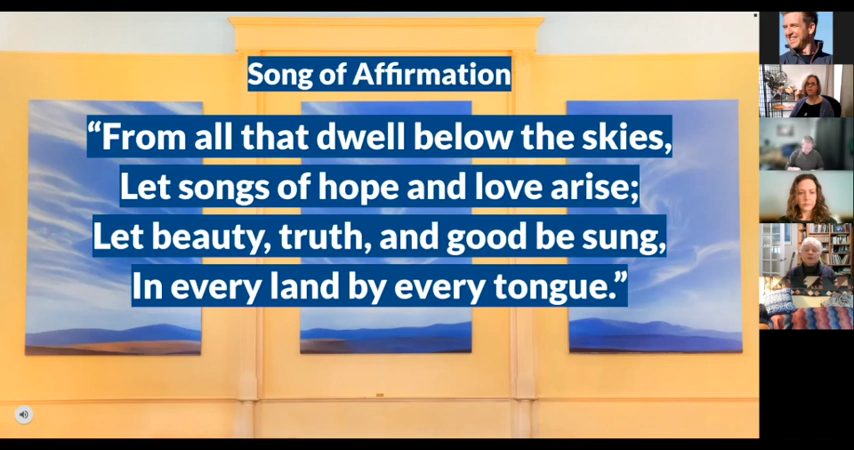 Song of Affirmation
“From all that dwell below the skies,
Let songs of hope and love arise;
Let beauty, truth, and good be sung,
In every land by every tongue.”